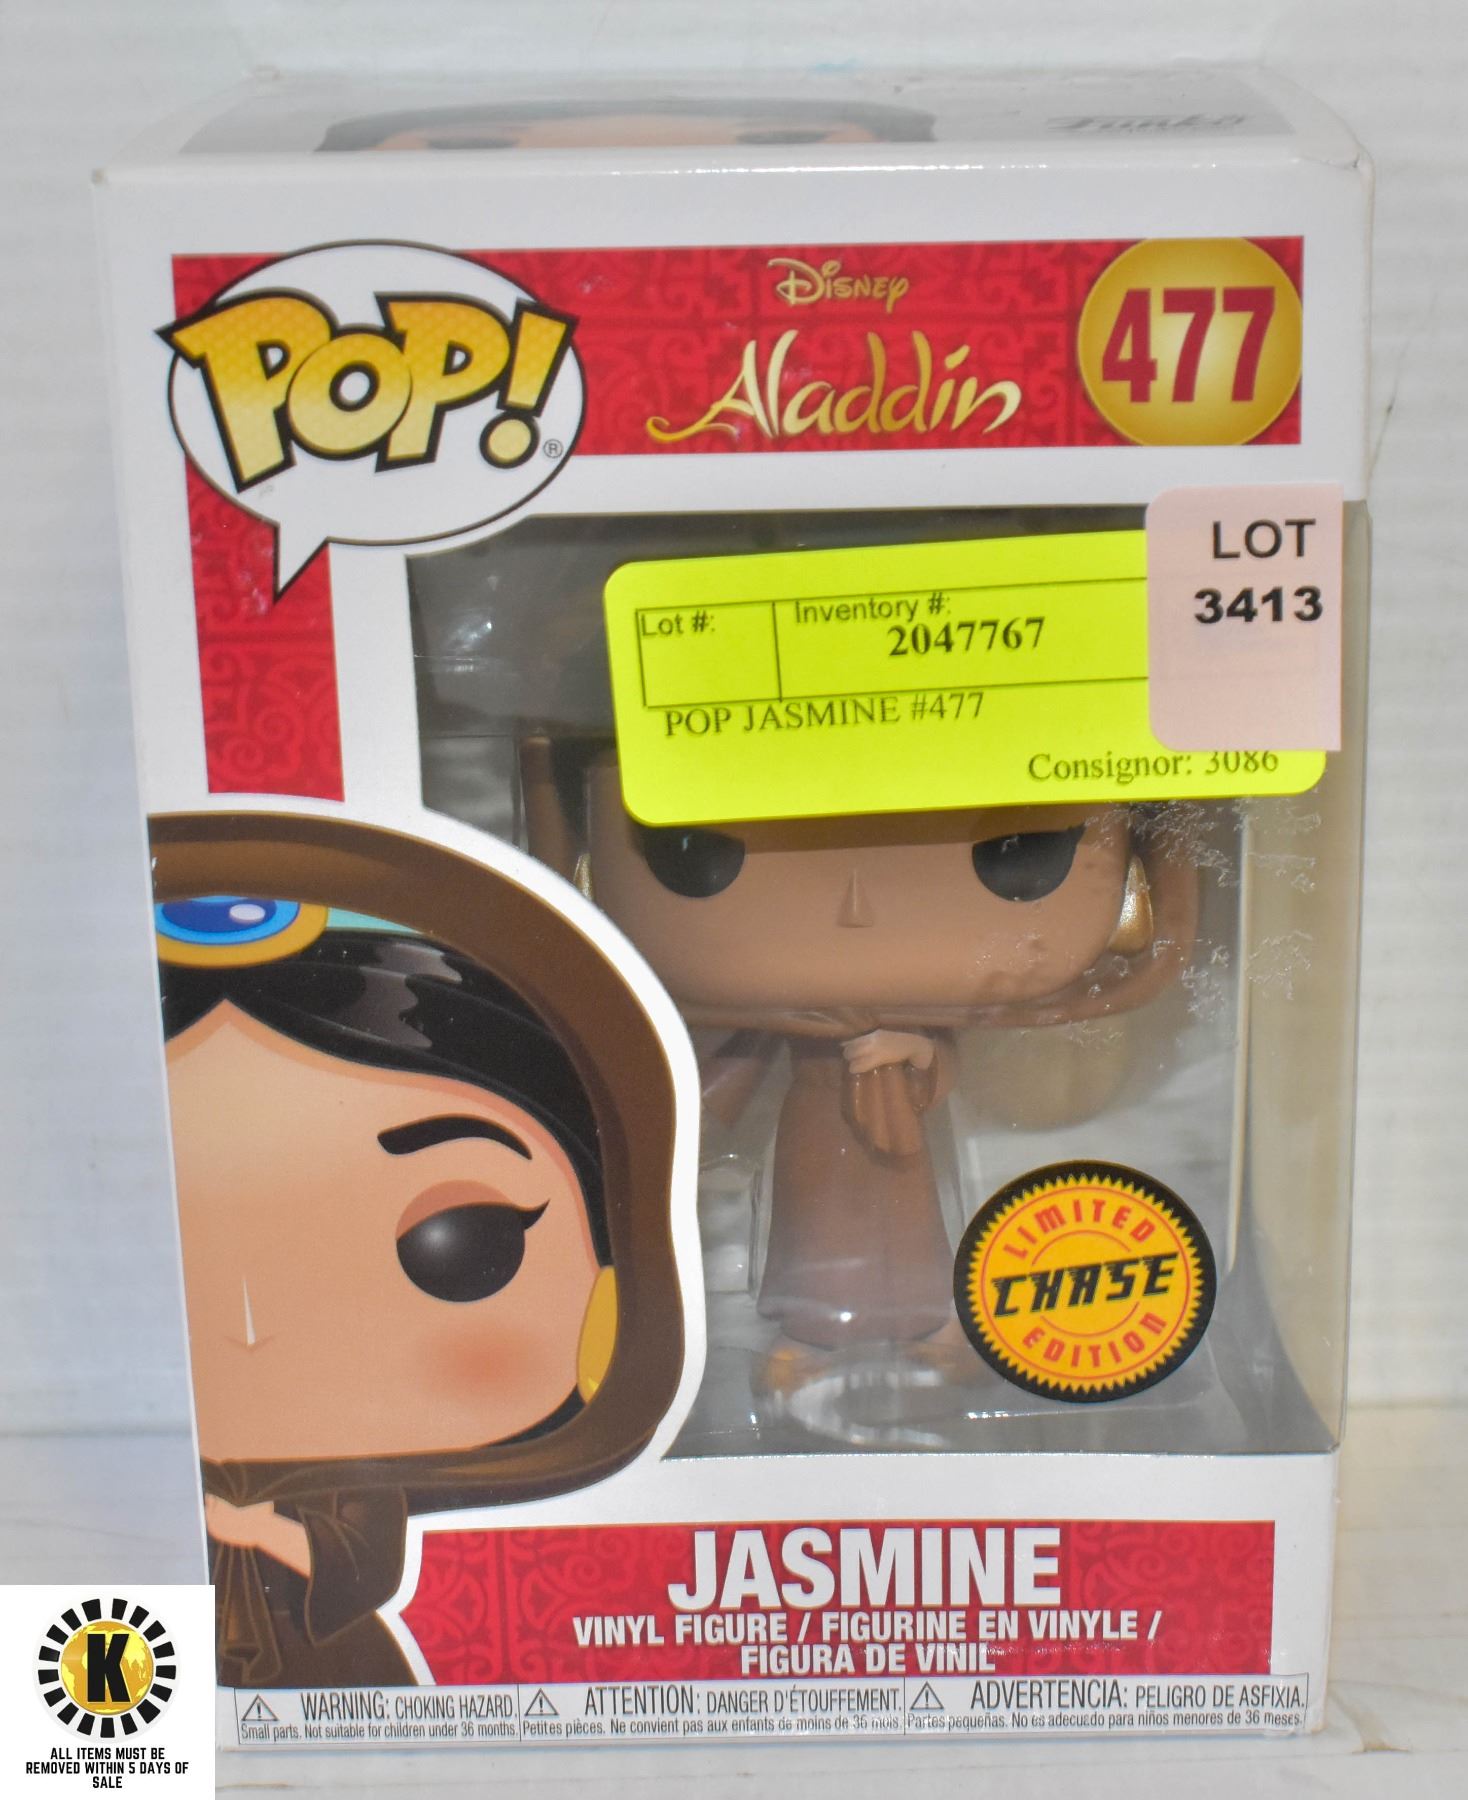 Funko
POP!®
Disney
Aladdin
477
LOT
3413
Lot #:
Inventory #:
2047767
POP JASMINE #477
Consignor: 3086
LIMITED
CHASE
EDITION
JASMINE
VINYL FIGURE / FIGURINE EN VINYLE /
FIGURA DE VINIL
WARNING: CHOKING HAZARD.
Small parts. Not suitable for children under 36 months.
ATTENTION: DANGER D'ÉTOUFFEMENT.
Petites pièces. Ne convient pas aux enfants de moins de 36 mois.
ADVERTENCIA: PELIGRO DE ASFIXIA.
Partes pequeñas. No es adecuado para niños menores de 36 meses.
K
ALL ITEMS MUST BE
REMOVED WITHIN 5 DAYS OF
SALE